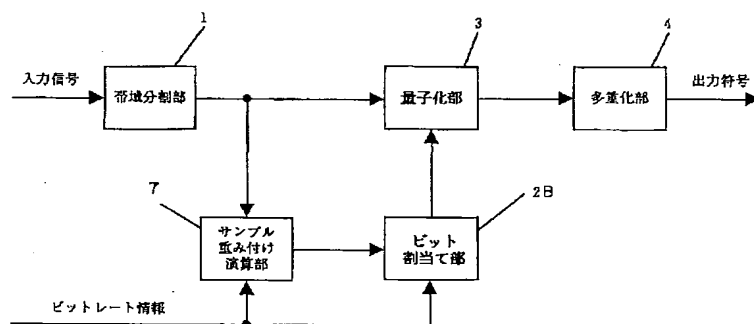 1
3
4
入力信号
帯域分割部
量子化部
多重化部
出力符号
7
2B
サンプル
重み付け
演算部
ビット
割当て部
ビットレート情報